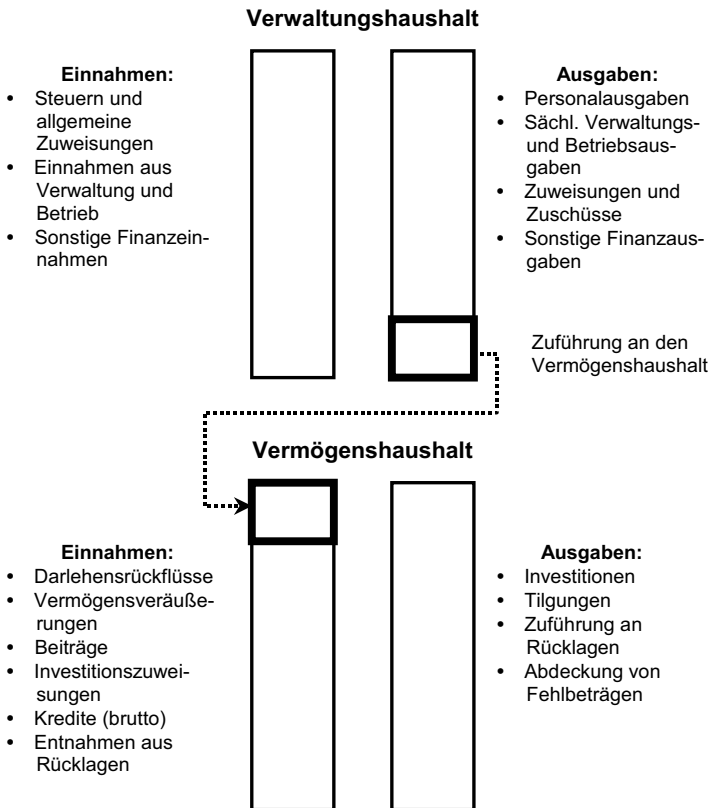 Verwaltungshaushalt
Einnahmen:
• Steuern und
allgemeine
Zuweisungen
• Einnahmen aus
Verwaltung und
Betrieb
• Sonstige Finanzein-
nahmen
Ausgaben:
• Personalausgaben
• Sächl. Verwaltungs-
und Betriebsaus-
gaben
• Zuweisungen und
Zuschüsse
• Sonstige Finanzaus-
gaben
Zuführung an den
Vermögenshaushalt
Vermögenshaushalt
Einnahmen:
• Darlehensrückflüsse
• Vermögensveräuße-
rungen
• Beiträge
• Investitionszuwei-
sungen
• Kredite (brutto)
• Entnahmen aus
Rücklagen
Ausgaben:
• Investitionen
• Tilgungen
• Zuführung an
Rücklagen
• Abdeckung von
Fehlbeträgen